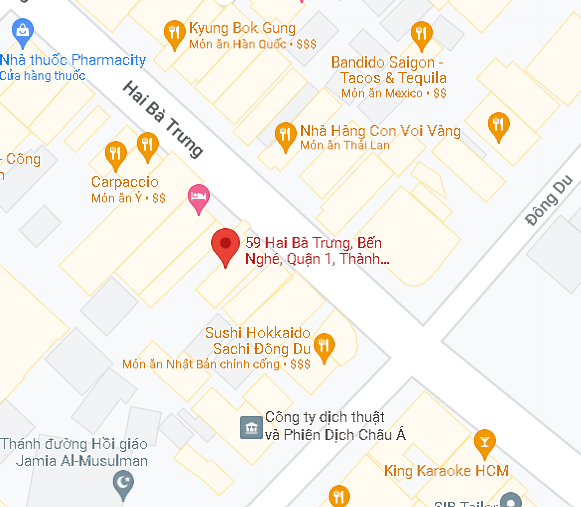 Kyung Bok Gung
Món ăn Hàn Quốc • $$$
Nhà thuốc Pharmacity
Cửa hàng thuốc
Bandido Saigon -
Tacos & Tequila
Món ăn Mexico • $$
Hai Bà Trưng
Nhà Hàng Con Voi Vàng
Món ăn Thái Lan
- Công
Carpaccio
Món ăn Ý • $$
Đông Du
59 Hai Bà Trưng, Bến
Nghé, Quận 1, Thành...
Sushi Hokkaido
Sachi Đông Du
Món ăn Nhật Bản chính cống • $$$
Công ty dịch thuật
và Phiên Dịch Châu Á
Thánh đường Hồi giáo
Jamia Al-Musulman
King Karaoke HCM